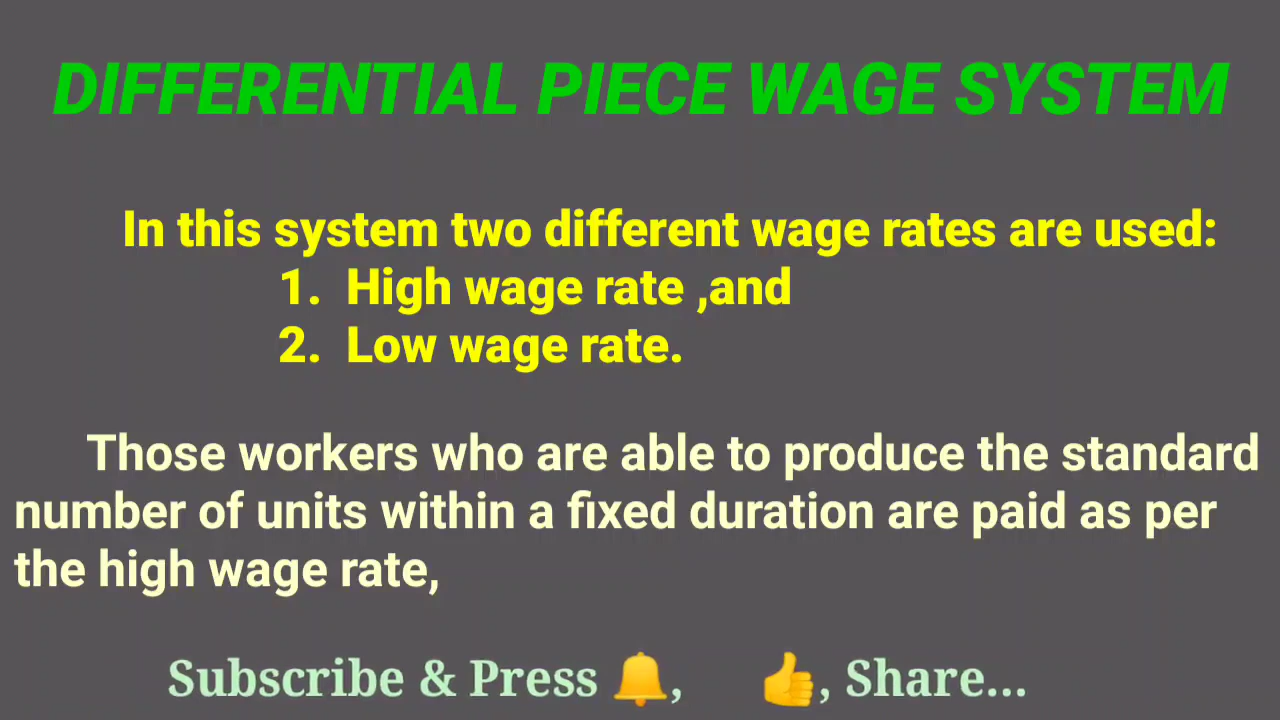 DIFFERENTIAL PIECE WAGE SYSTEM
In this system two different wage rates are used:
1. High wage rate ,and
2. Low wage rate.
Those workers who are able to produce the standard
number of units within a fixed duration are paid as per
the high wage rate,
Subscribe & Press 🔔, 👍, Share...